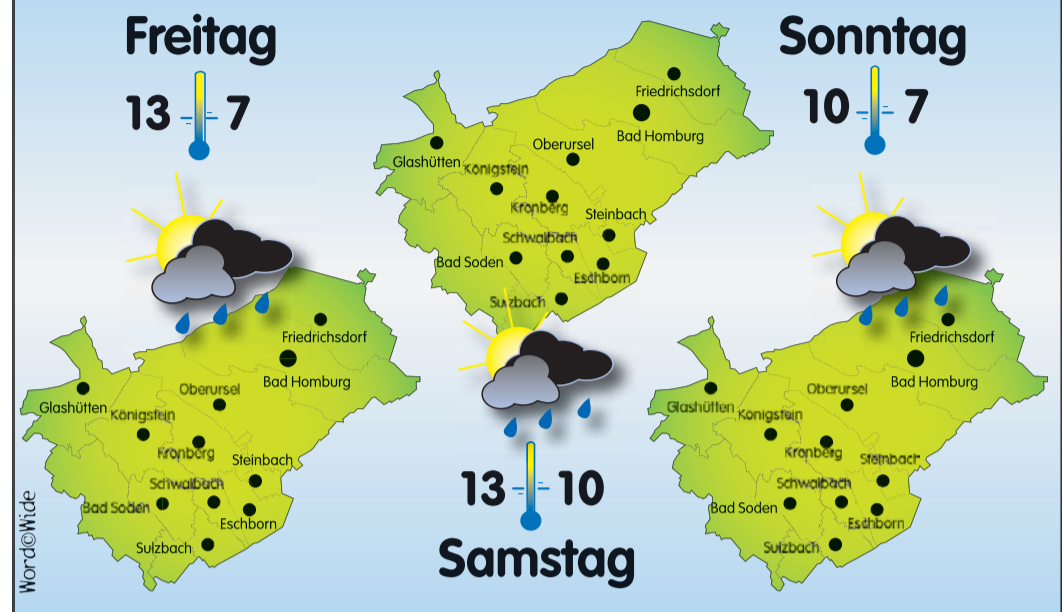 Freitag
13 7
Friedrichsdorf
Bad Homburg
Oberursel
Glashütten
Königstein
Kronberg
Steinbach
Schwalbach
Bad Soden
Eschborn
Sulzbach
Friedrichsdorf
Bad Homburg
Oberursel
Glashütten
Königstein
Kronberg
Steinbach
Schwalbach
Bad Soden
Eschborn
Sulzbach
13 10
Samstag
Sonntag
10 7
Friedrichsdorf
Bad Homburg
Oberursel
Glashütten
Königstein
Kronberg
Steinbach
Schwalbach
Bad Soden
Eschborn
Sulzbach
Word©Wide